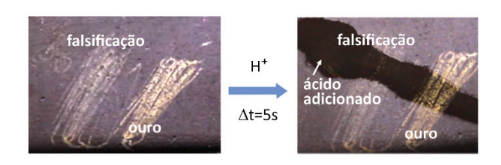 falsificação
ouro
H⁺
Δt=5s
falsificação
ácido
adicionado
ouro